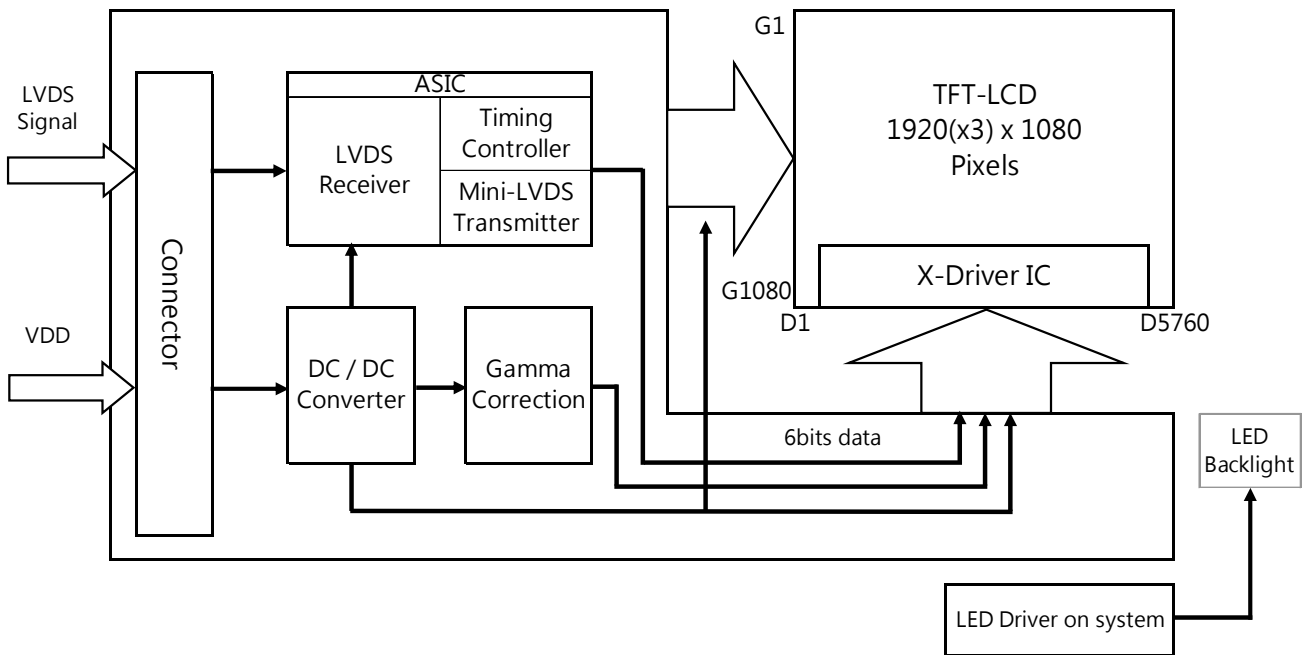 LVDS
Signal
VDD
Connector
ASIC
LVDS
Receiver
Timing
Controller
Mini-LVDS
Transmitter
DC / DC
Converter
Gamma
Correction
G1
TFT-LCD
1920(x3) x 1080
Pixels
G1080
X-Driver IC
D1
D5760
6bits data
LED
Backlight
LED Driver on system